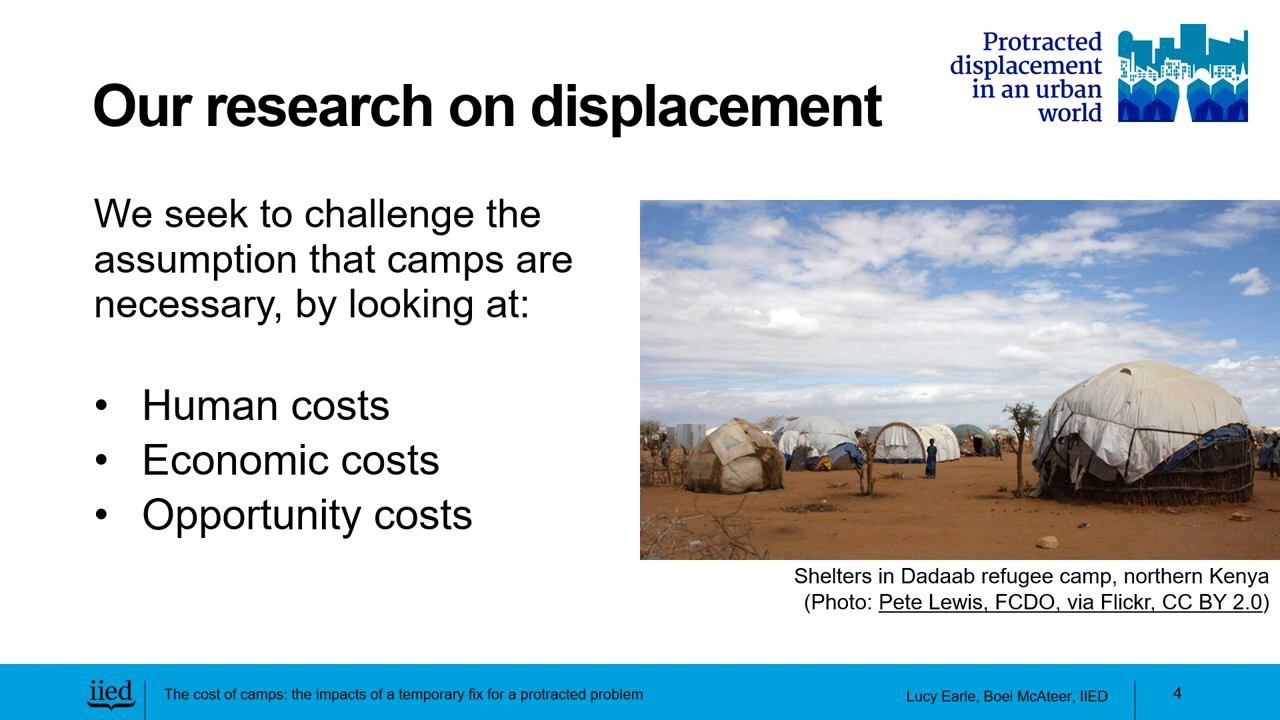 Protracted
displacement
in an urban
world
Our research on displacement
We seek to challenge the
assumption that camps are
necessary, by looking at:
• Human costs
• Economic costs
• Opportunity costs
Shelters in Dadaab refugee camp, northern Kenya
(Photo: Pete Lewis, FCDO, via Flickr, CC BY 2.0)
iied
The cost of camps: the impacts of a temporary fix for a protracted problem
Lucy Earle, Boel McAteer, IIED
4